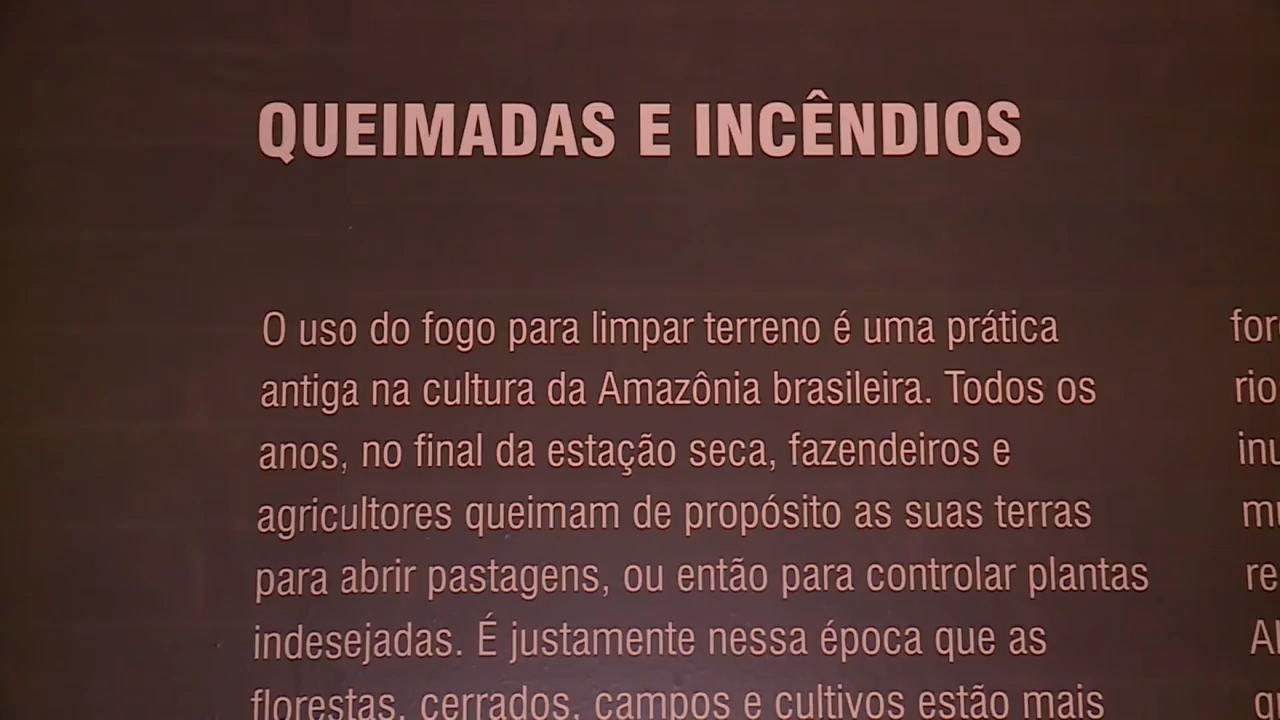 QUEIMADAS E INCÊNDIOS
O uso do fogo para limpar terreno é uma prática
antiga na cultura da Amazônia brasileira. Todos os
anos, no final da estação seca, fazendeiros e
agricultores queimam de propósito as suas terras
para abrir pastagens, ou então para controlar plantas
indesejadas. É justamente nessa época que as
florestas, cerrados, campos e cultivos estão mais